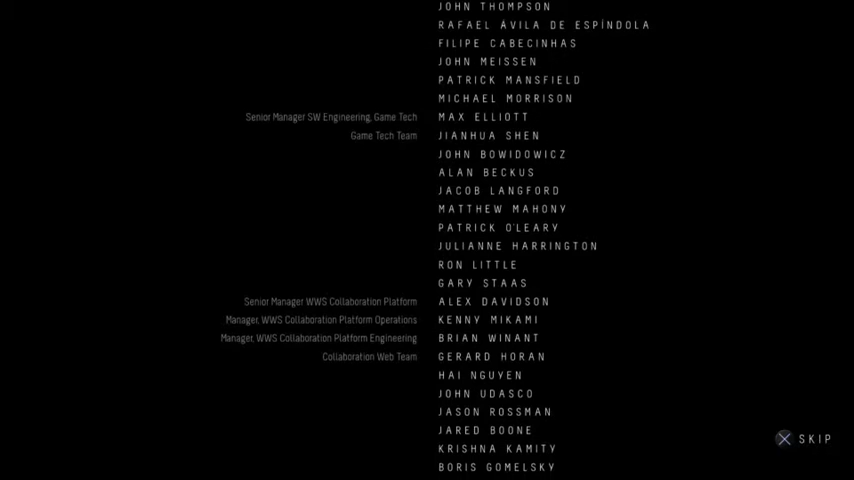 JOHN THOMPSON
RAFAEL ÁVILA DE ESPÍNDOLA
FILIPE CABECINHAS
JOHN MEISSEN
PATRICK MANSFIELD
MICHAEL MORRISON
Senior Manager SW Engineering, Game Tech MAX ELLIOTT
Game Tech Team JIANHUA SHEN
JOHN BOWIDOWICZ
ALAN BECKUS
JACOB LANGFORD
MATTHEW MAHONY
PATRICK O'LEARY
JULIANNE HARRINGTON
RON LITTLE
GARY STAAS
Senior Manager WWS Collaboration Platform ALEX DAVIDSON
Manager, WWS Collaboration Platform Operations KENNY MIKAMI
Manager, WWS Collaboration Platform Engineering BRIAN WINANT
Collaboration Web Team GERARD HORAN
HAI NGUYEN
JOHN UDASCO
JASON ROSSMAN
JARED BOONE
KRISHNA KAMITY
BORIS GOMELSKY
SKIP